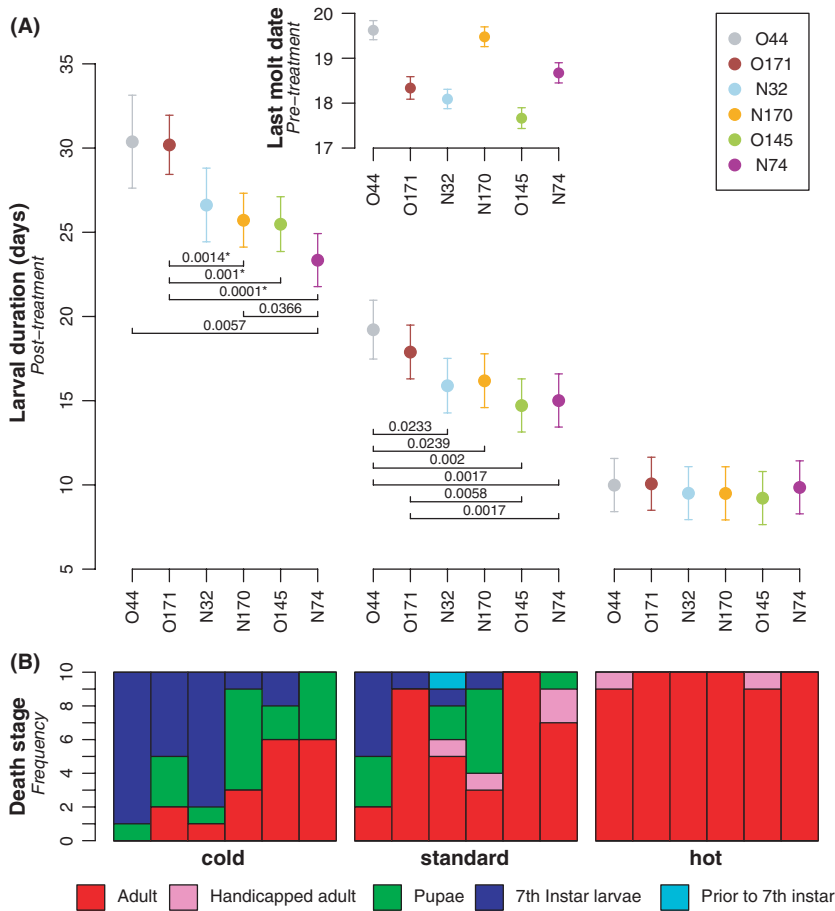 (A)
Last molt date
Pre−treatment
20
19
18
17
O44
O171
N32
N170
O145
N74
O44
O171
N32
N170
O145
N74
Larval duration (days)
Post−treatment
35
30
25
20
15
10
5
0.0014*
0.001*
0.0001*
0.0366
0.0057
0.0233
0.0239
0.002
0.0017
0.0058
0.0017
O44
O171
N32
N170
O145
N74
O44
O171
N32
N170
O145
N74
O44
O171
N32
N170
O145
N74
(B)
Death stage
Frequency
10
8
6
4
2
0
cold
standard
hot
Adult
Handicapped adult
Pupae
7th Instar larvae
Prior to 7th instar